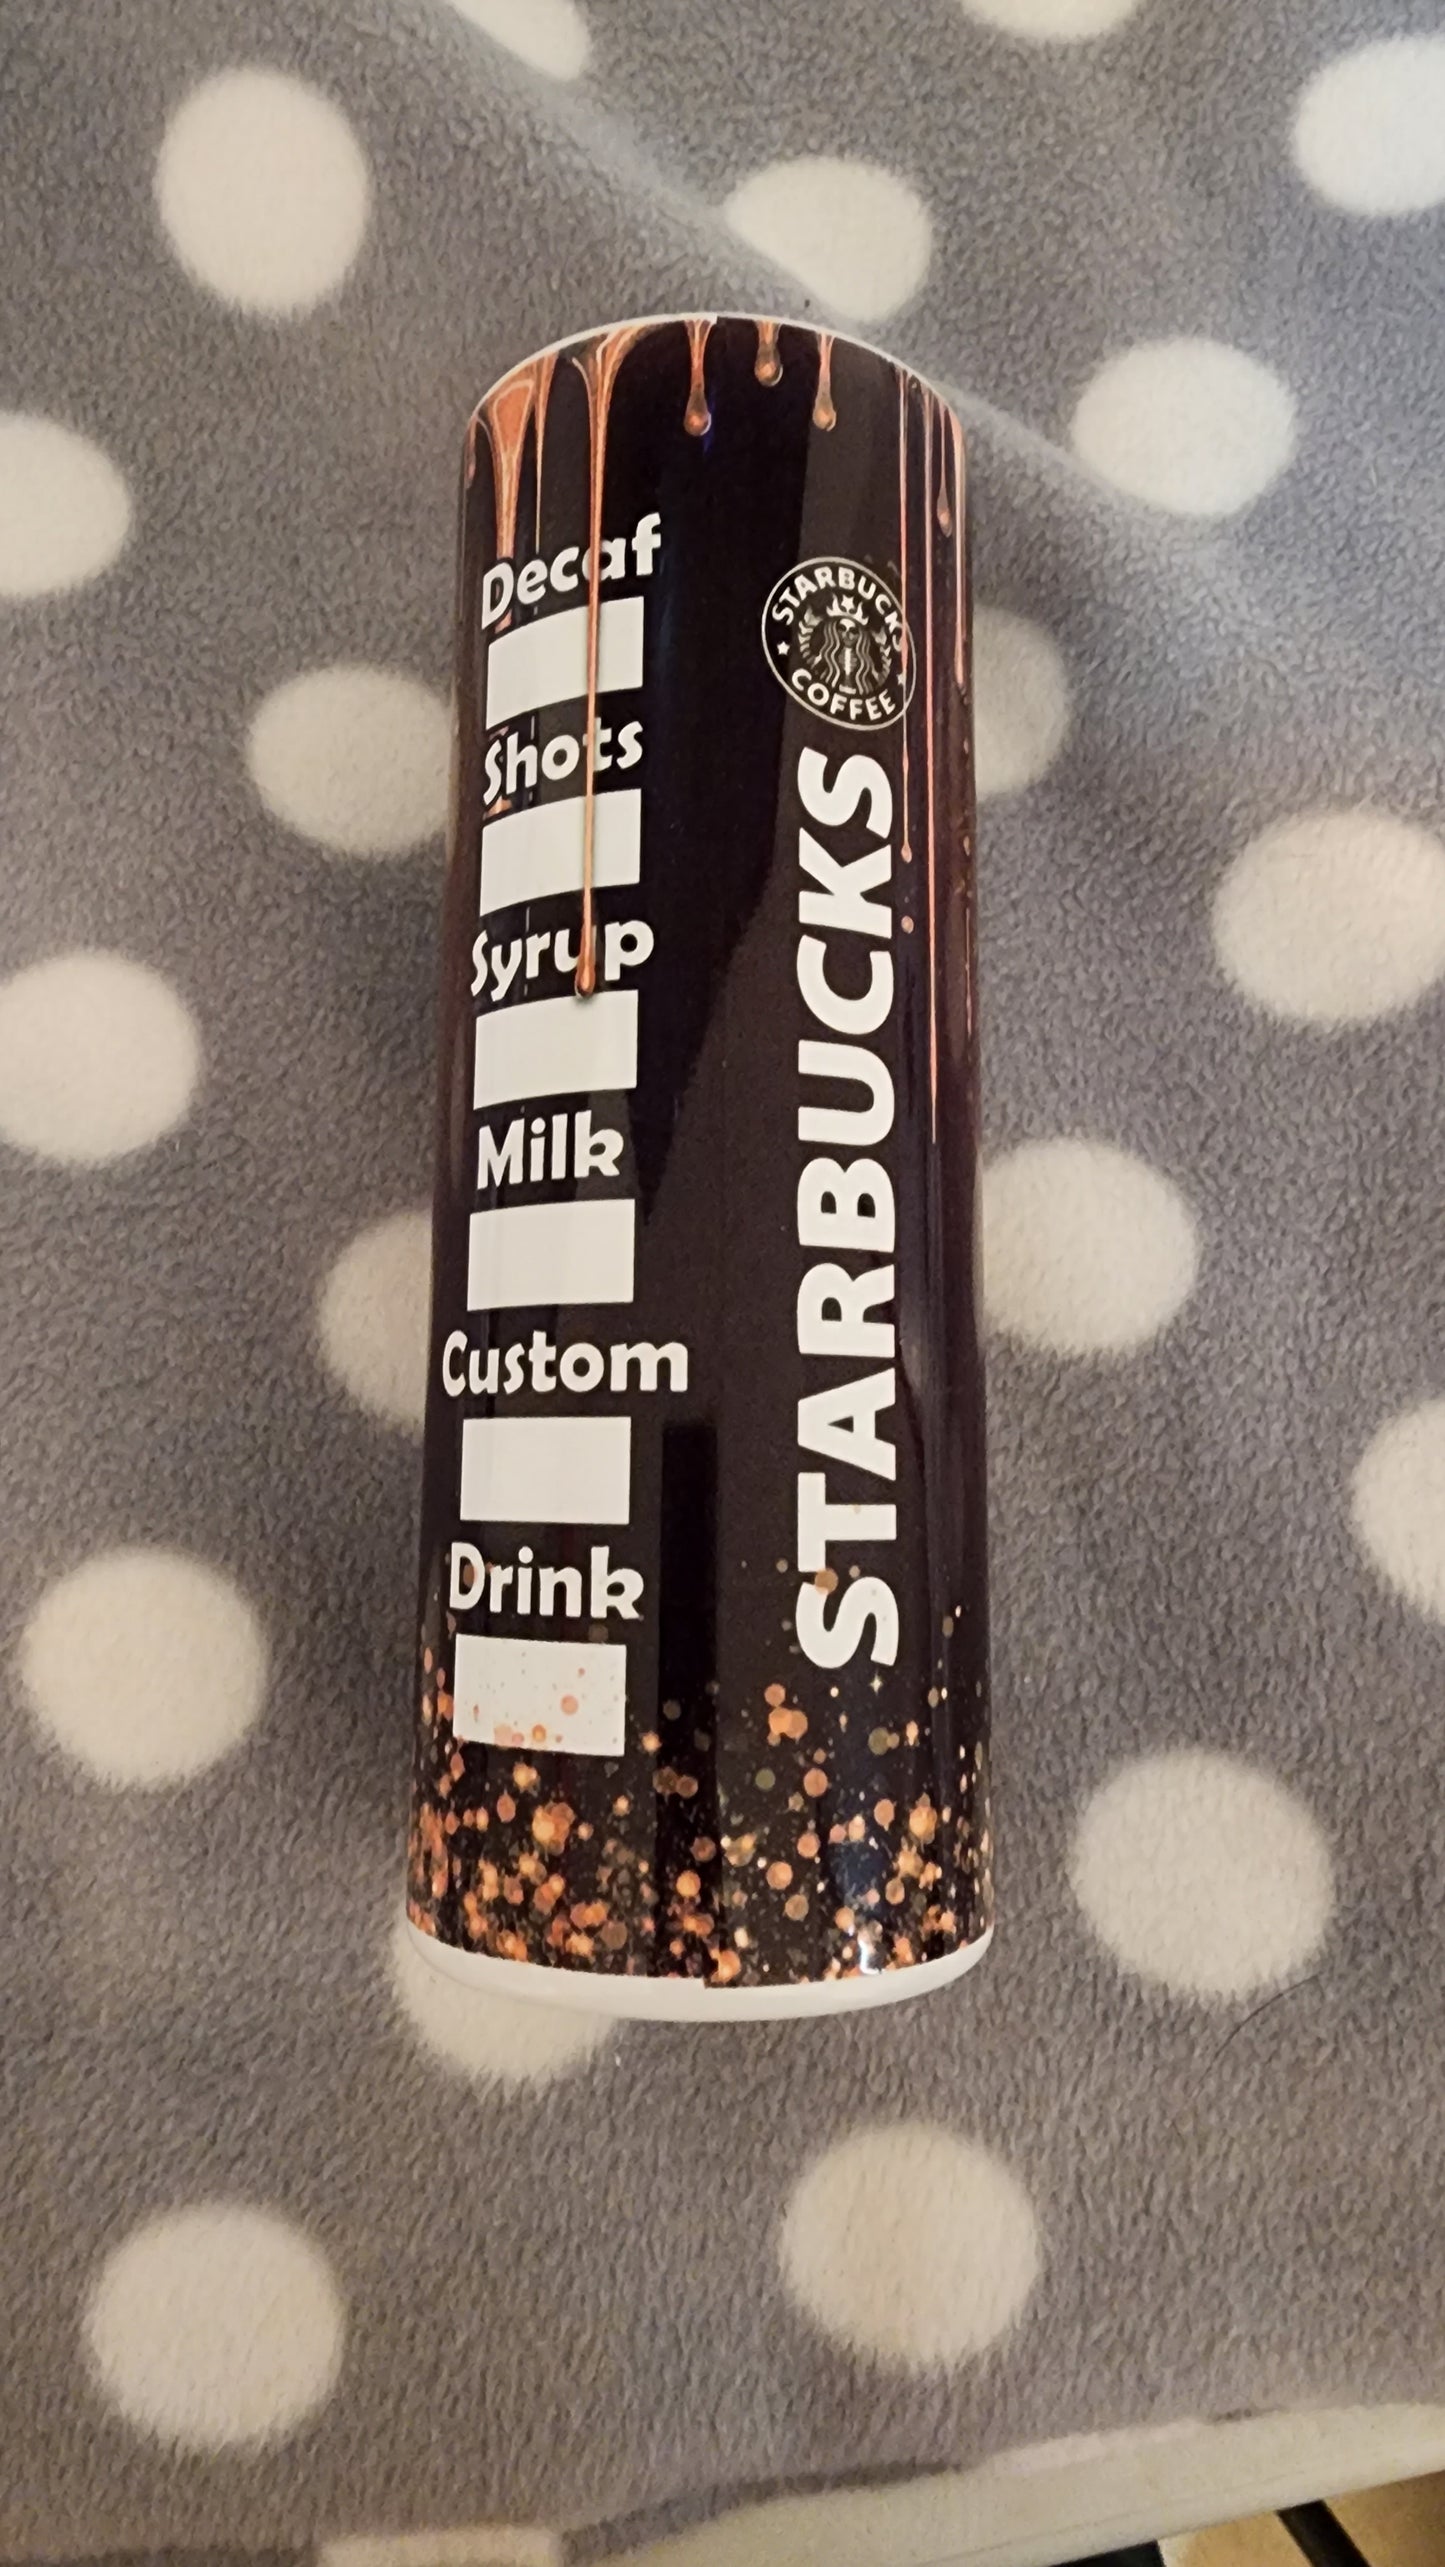 Decaf
Shots
Syrup
Milk
Custom
Drink
STARBUCKS
COFFEE
STARBUCKS